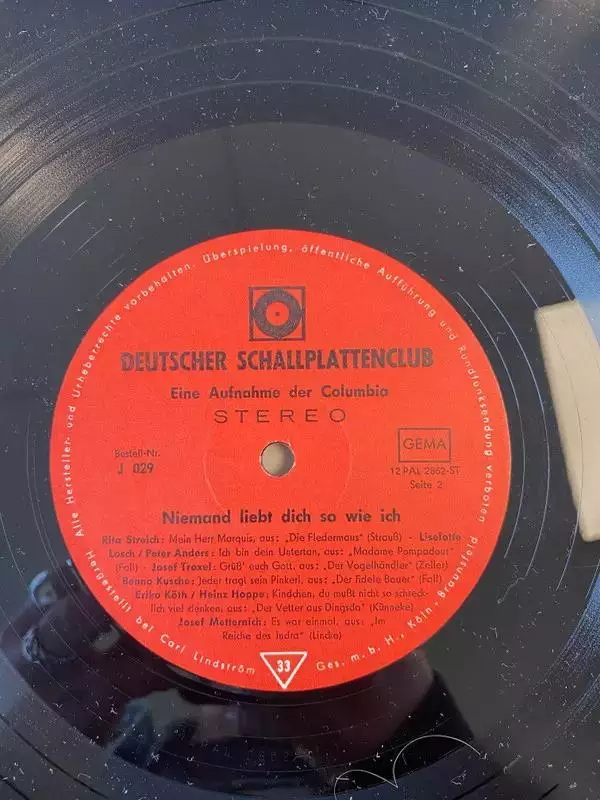 Alle Hersteller- und Urheberrechte vorbehalten. Überspielung, öffentliche Aufführung und Rundfunksendung verboten
DEUTSCHER SCHALLPLATTENCLUB
Eine Aufnahme der Columbia
STEREO
Bestell-Nr.
J 029
GEMA
12 PAL 2862-ST
Seite 2
Niemand liebt dich so wie ich
Rita Streich: Mein Herr Marquis, aus: „Die Fledermaus" (Strauß) - Liselotte
Losch / Peter Anders: Ich bin dein Untertan, aus: „Madame Pompadour"
(Fall) - Josef Traxel: Grüß' euch Gott, aus: „Der Vogelhändler" (Zeller)
Benno Kusche: Jeder tragt sein Pinkerl, aus: „Der fidele Bauer" (Fall)
Erika Köth / Heinz Hoppe: Kindchen, du mußt nicht so schreck-
lich viel denken, aus: „Der Vetter aus Dingsda" (Künneke)
Josef Metternich: Es war einmal, aus „Im
Reiche des Indra" (Lincke)
33
Hergestellt bei Carl Lindström Ges. m. b. H., Köln-Braunsfeld